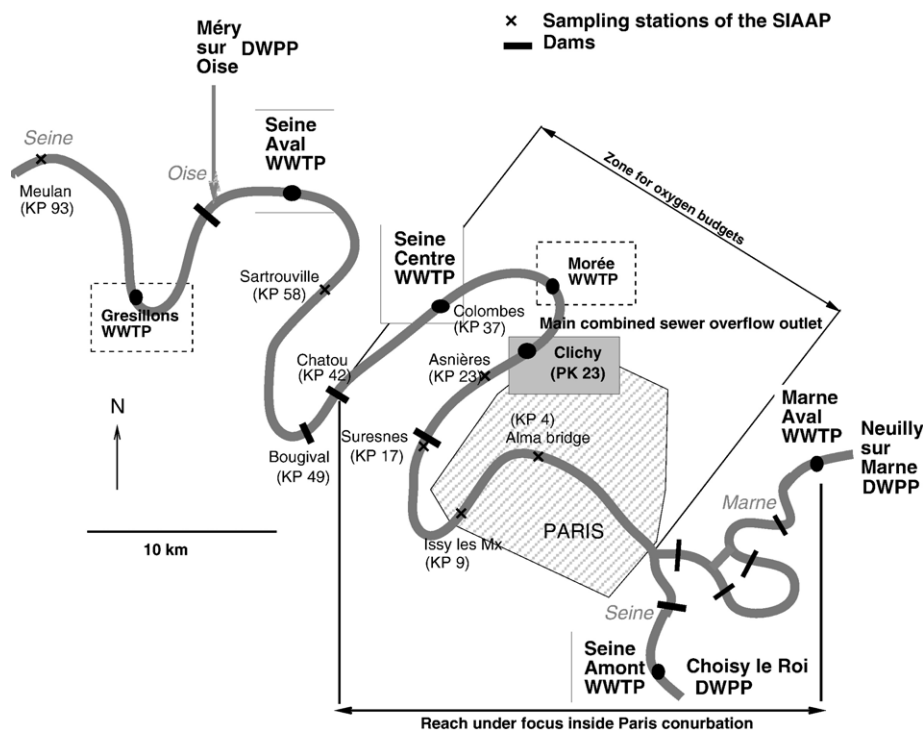 Sampling stations of the SIAAP
Dams
Méry
sur DWPP
Oise
Seine
Aval
WWTP
Seine
Oise
Meulan
(KP 93)
Zone for oxygen budgets
Seine
Centre
WWTP
Morée
WWTP
Sartrouville
(KP 58)
Gresillons
WWTP
Colombes
(KP 37)
Main combined sewer overflow outlet
Chatou
(KP 42)
Asnières
(KP 23)
Clichy
(PK 23)
N
Marne
Aval
WWTP
Neuilly
sur
Marne
DWPP
(KP 4)
Alma bridge
Suresnes
(KP 17)
Bougival
(KP 49)
Marne
10 km
PARIS
Issy les Mx
(KP 9)
Seine
Seine
Amont
WWTP
Choisy le Roi
DWPP
Reach under focus inside Paris conurbation